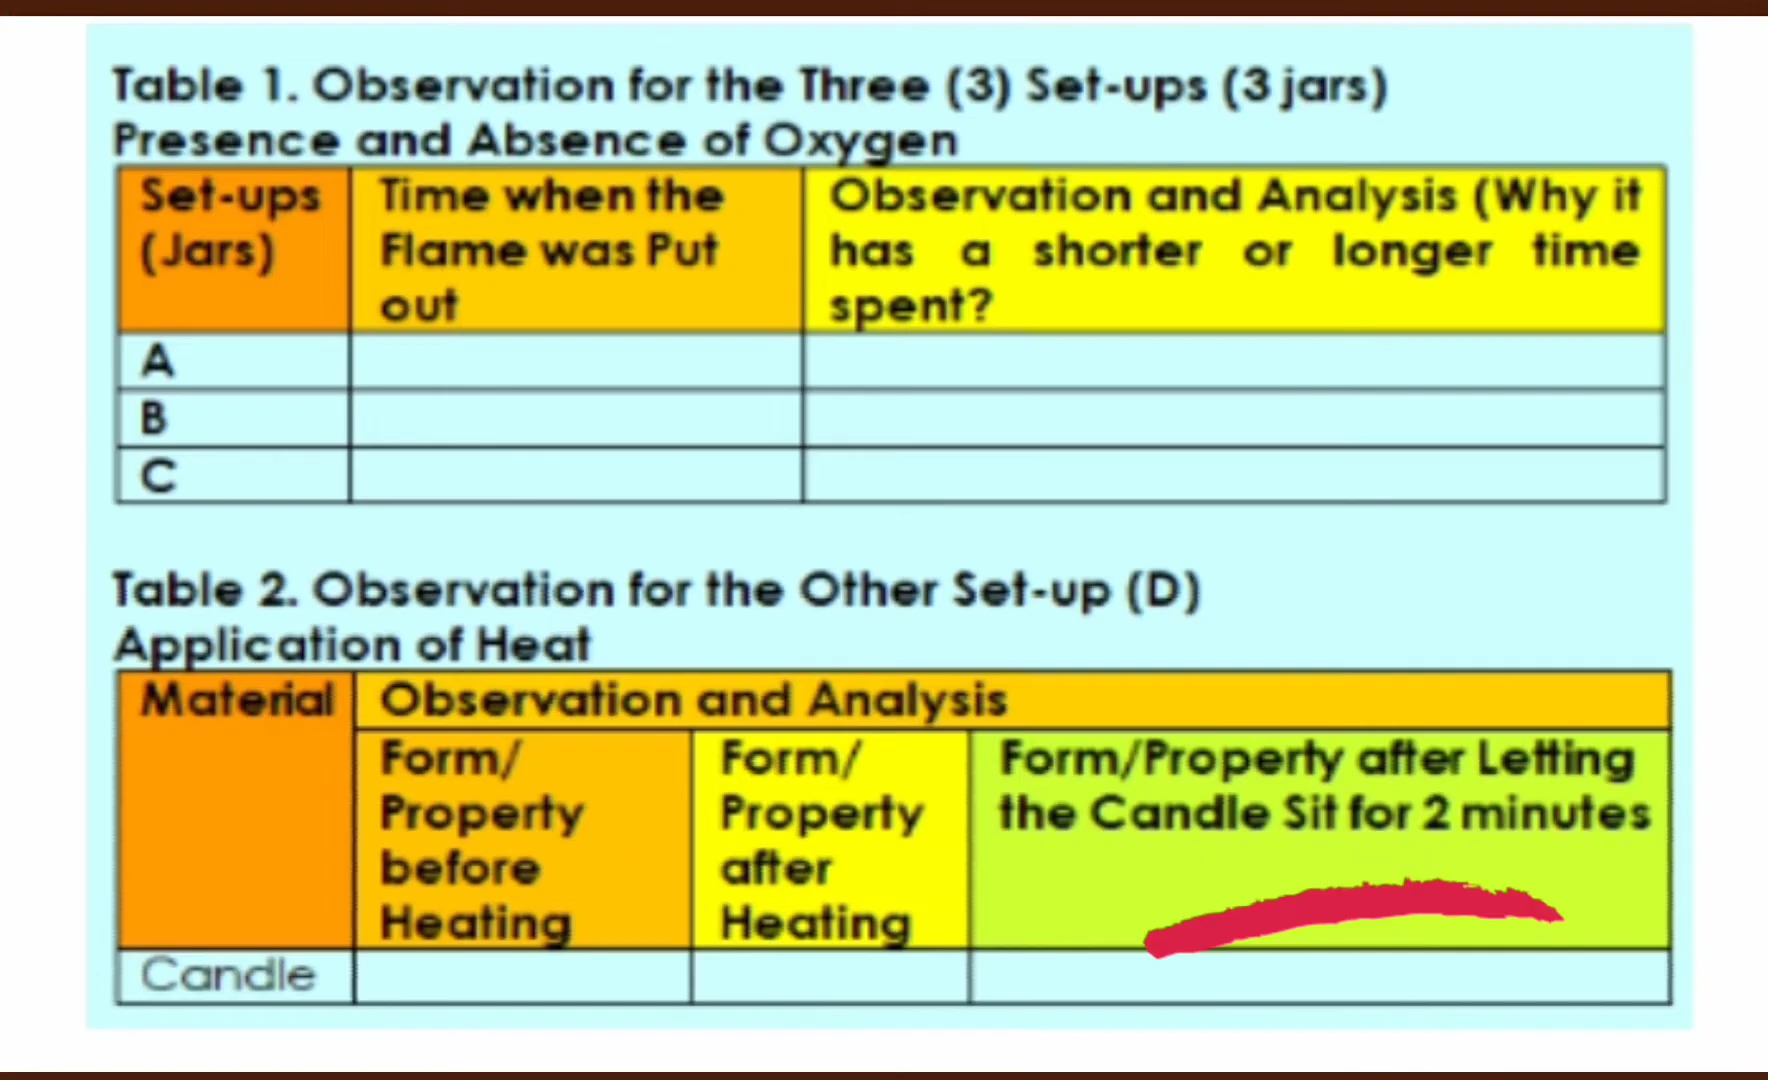 Table 1. Observation for the Three (3) Set-ups (3 jars)
Presence and Absence of Oxygen
Set-ups
(Jars)
Time when the
Flame was Put
out
Observation and Analysis (Why it
has a shorter or longer time
spent?
A
B
C
Table 2. Observation for the Other Set-up (D)
Application of Heat
Material
Observation and Analysis
Form/
Property
before
Heating
Form/
Property
after
Heating
Form/Property after Letting
the Candle Sit for 2 minutes
Candle